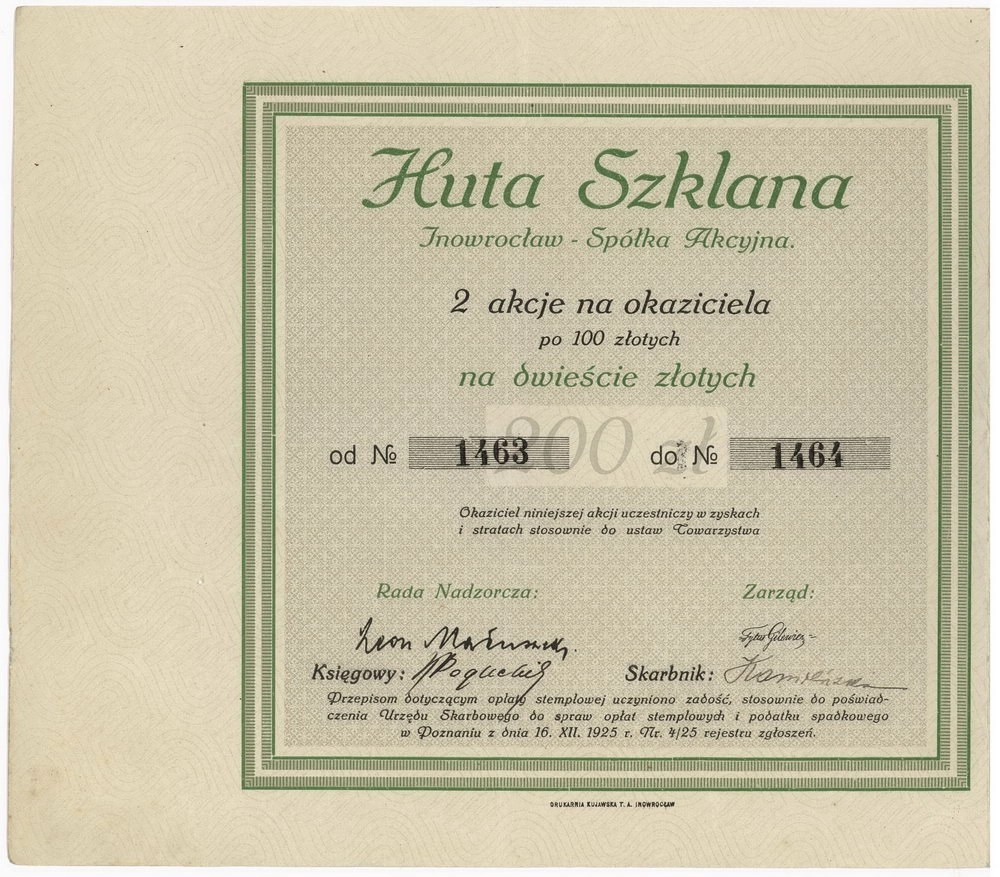 Huta Szklana
Inowrocław - Spółka Akcyjna.
2 akcje na okaziciela
po 100 złotych
na dwieście złotych
200 zł
od № 1463 do № 1464
Okaziciel niniejszej akcji uczestniczy w zyskach
i stratach stosownie do ustaw Towarzystwa
Rada Nadzorcza: Zarząd:
Leon
Księgowy: Skarbnik:
Przepisom dotyczącym opłaty stemplowej uczyniono zadość, stosownie do poświad-
czenia Urzędu Skarbowego do spraw opłat stemplowych i podatku spadkowego
w Poznaniu z dnia 16. XII. 1925 r. Nr. 4/25 rejestru zgłoszeń.
DRUKARNIA KUJAWSKA T. A. INOWROCŁAW